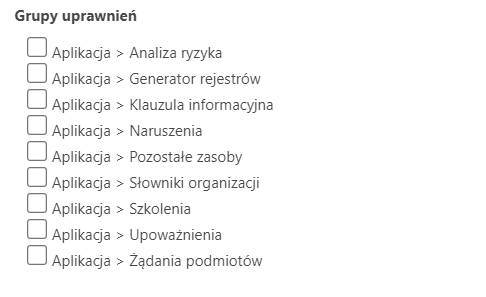 Grupy uprawnień
Aplikacja > Analiza ryzyka
Aplikacja > Generator rejestrów
Aplikacja > Klauzula informacyjna
Aplikacja > Naruszenia
Aplikacja > Pozostałe zasoby
Aplikacja > Słowniki organizacji
Aplikacja > Szkolenia
Aplikacja > Upoważnienia
Aplikacja > Żądania podmiotów